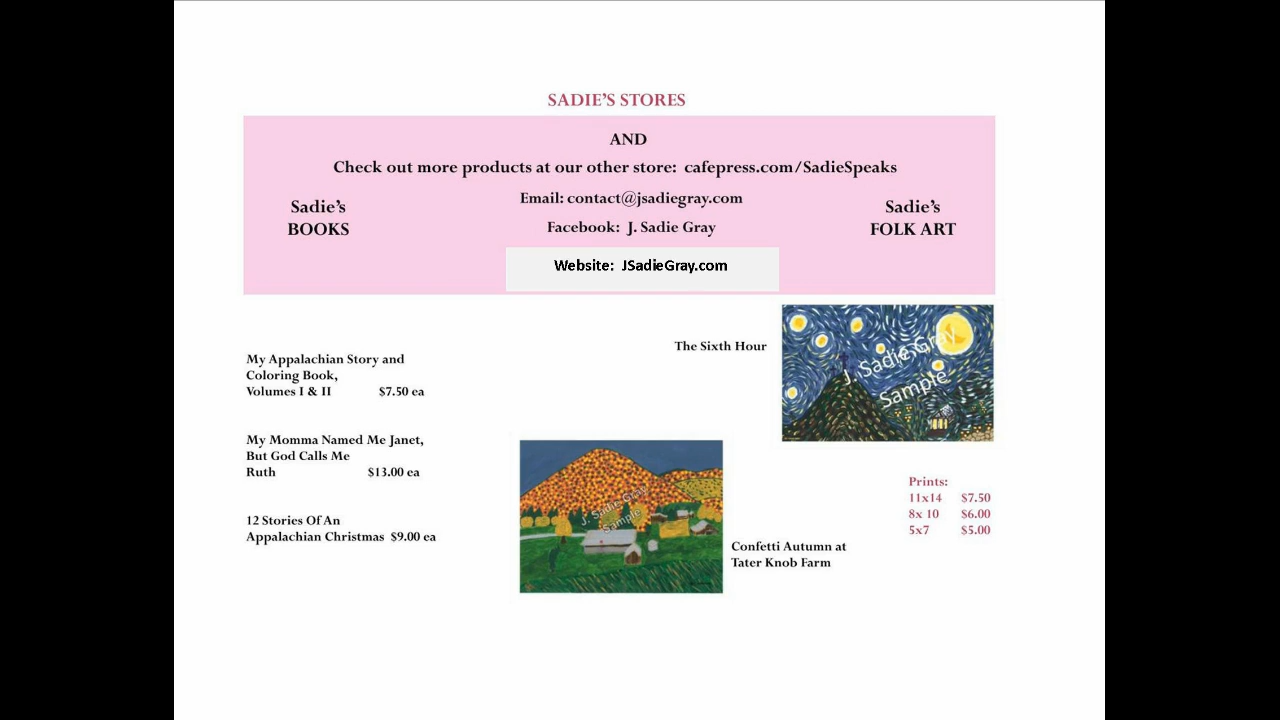 SADIE'S STORES
AND
Check out more products at our other store: cafepress.com/SadieSpeaks
Email: contact@jsadiegray.com
Facebook: J. Sadie Gray
Website: JSadieGray.com
Sadie's
BOOKS
Sadie's
FOLK ART
My Appalachian Story and
Coloring Book,
Volumes I & II $7.50 ea
My Momma Named Me Janet,
But God Calls Me
Ruth $13.00 ea
12 Stories Of An
Appalachian Christmas $9.00 ea
The Sixth Hour
J. Sadie Gray
Sample
J. Sadie Gray
Sample
Confetti Autumn at
Tater Knob Farm
Prints:
11x14 $7.50
8x 10 $6.00
5x7 $5.00